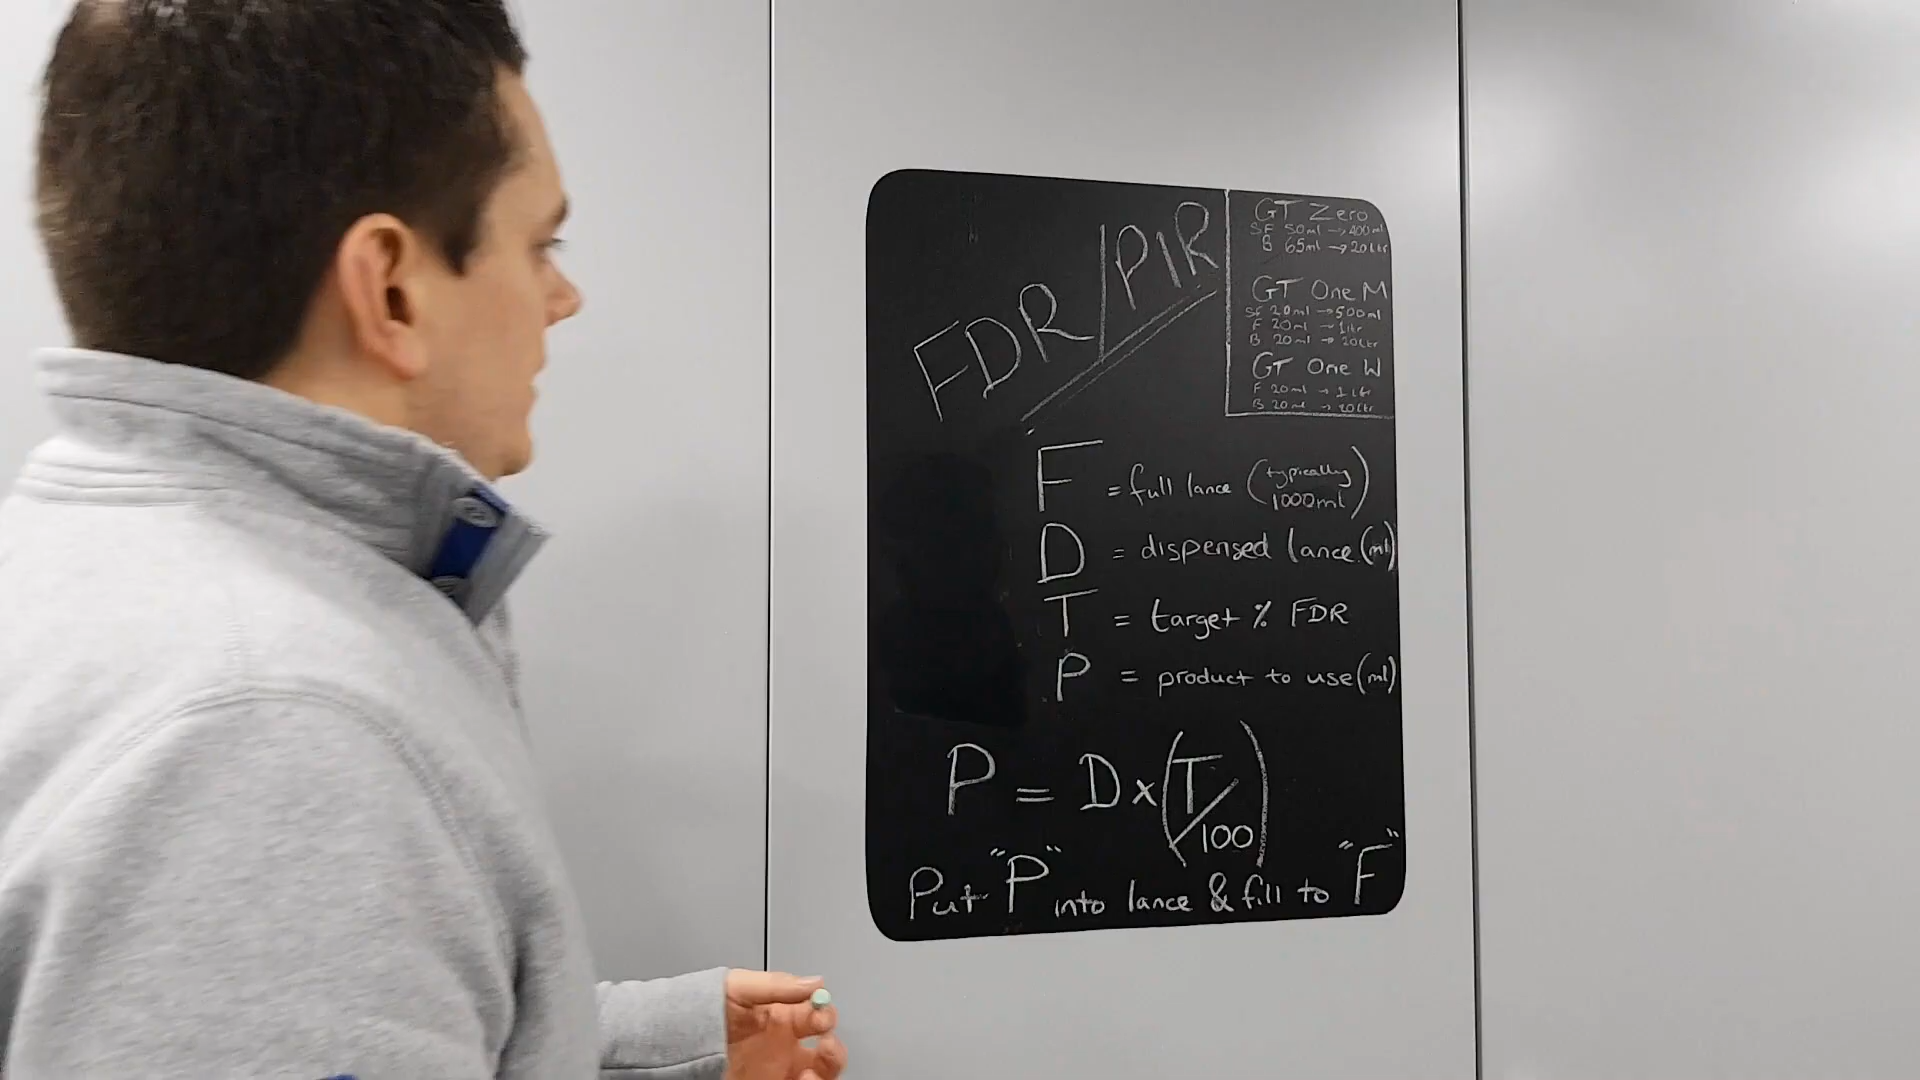 FDR/PIR
GT Zero
SF 50ml → 400ml
B 65ml → 20Ltr
GT One M
SF 20ml → 500ml
F 20ml → 1Ltr
B 20ml → 20Ltr
GT One W
F 20ml → 1Ltr
B 20ml → 20Ltr
F = full lance (typically 1000ml)
D = dispensed lance (ml)
T = target % FDR
P = product to use (ml)
P = D x (T/100)
Put "P" into lance & fill to "F"